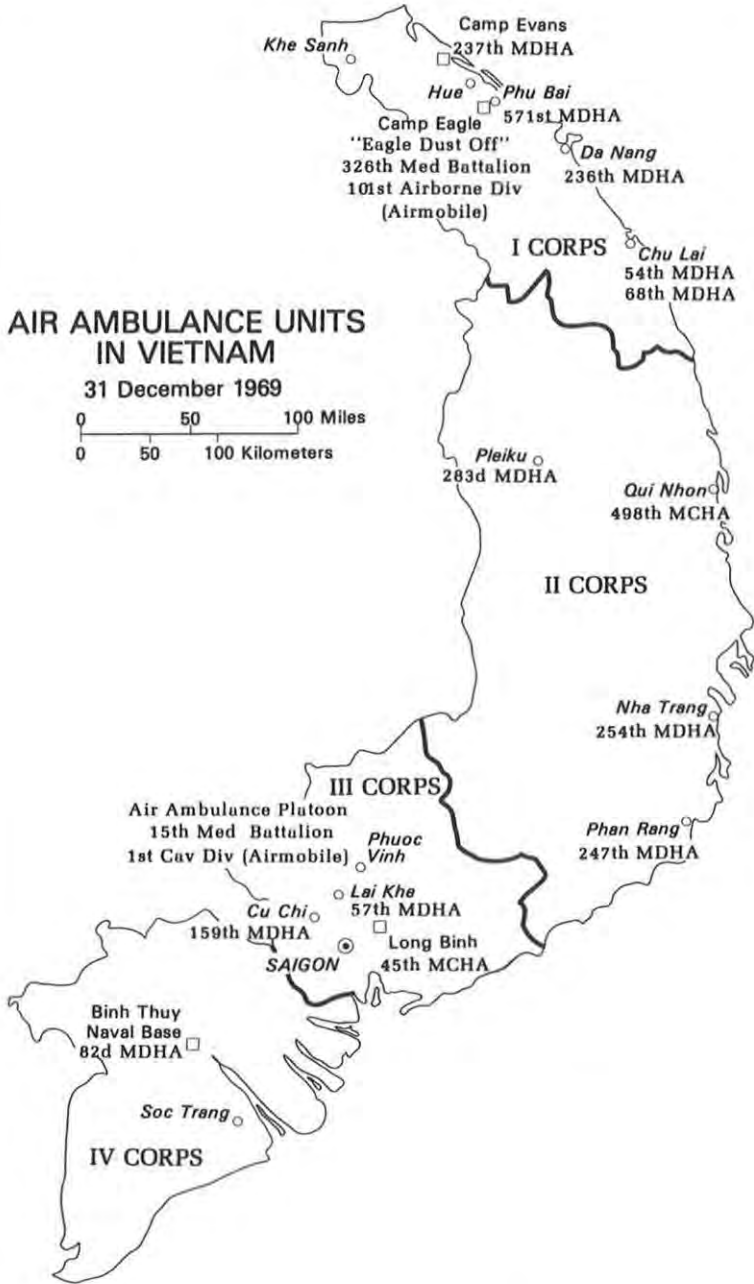 Camp Evans
237th MDHA
Khe Sanh
Hue
Phu Bai
571st MDHA
Camp Eagle
"Eagle Dust Off"
326th Med Battalion
101st Airborne Div
(Airmobile)
Da Nang
236th MDHA
I CORPS
Chu Lai
54th MDHA
68th MDHA
AIR AMBULANCE UNITS
IN VIETNAM
31 December 1969
0 50 100 Miles
0 50 100 Kilometers
Pleiku
283d MDHA
Qui Nhon
498th MCHA
II CORPS
Nha Trang
254th MDHA
III CORPS
Air Ambulance Platoon
15th Med Battalion
1st Cav Div (Airmobile)
Phuoc
Vinh
Phan Rang
247th MDHA
Lai Khe
57th MDHA
Cu Chi
159th MDHA
SAIGON
Long Binh
45th MCHA
Binh Thuy
Naval Base
82d MDHA
Soc Trang
IV CORPS